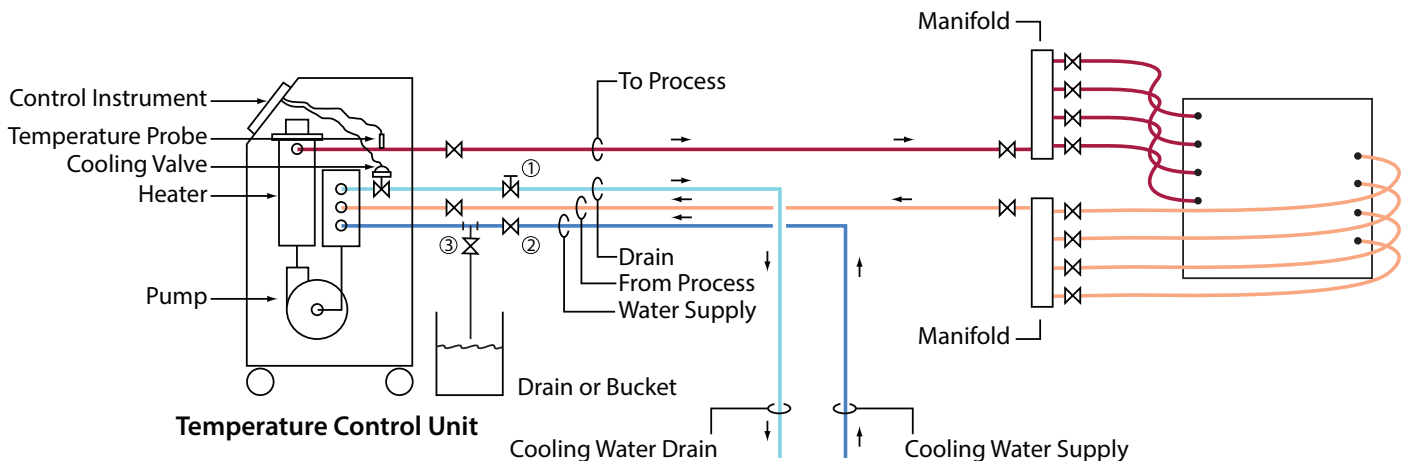 Manifold
Control Instrument
To Process
Temperature Probe
Cooling Valve
①
Heater
③
②
Drain
From Process
Pump
Water Supply
Manifold
Drain or Bucket
Temperature Control Unit
Cooling Water Drain
Cooling Water Supply